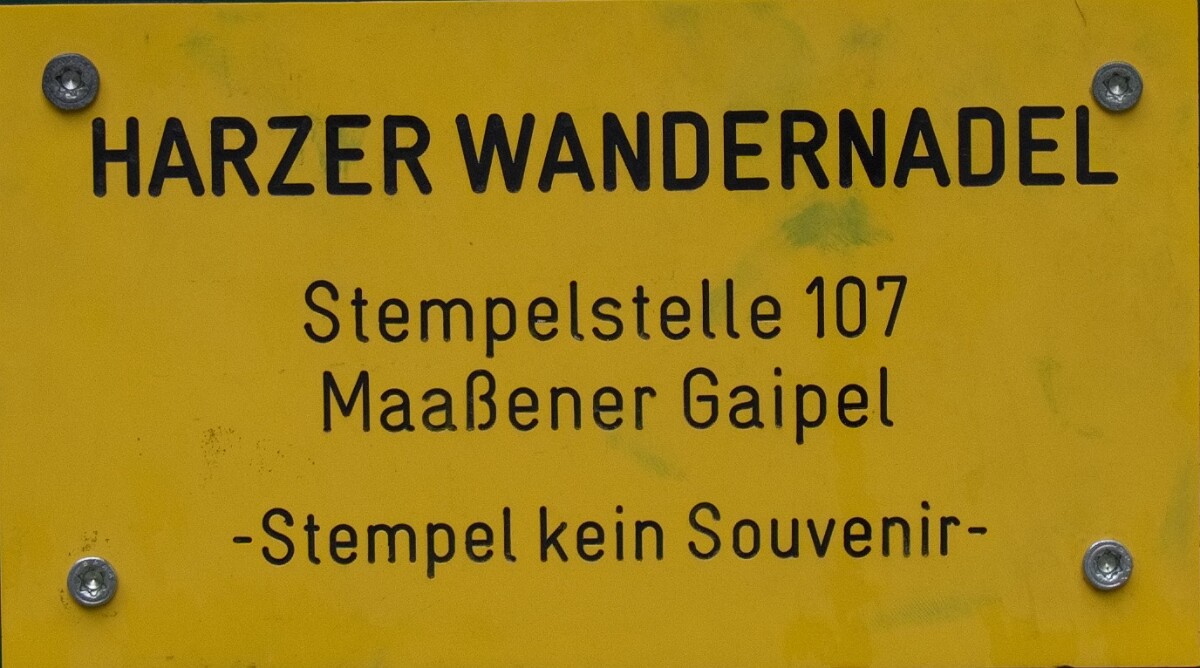 HARZER WANDERNADEL
Stempelstelle 107
Maaßener Gaipel
-Stempel kein Souvenir-